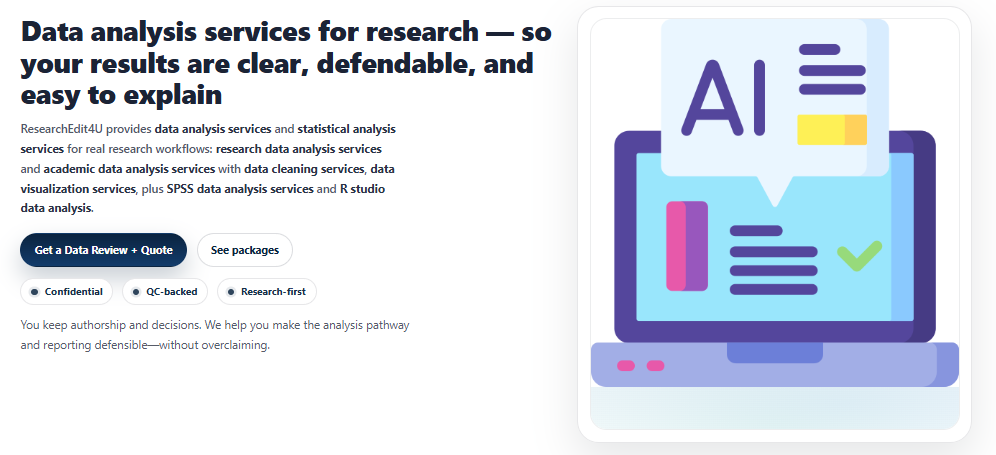 Data analysis services for research — so
your results are clear, defendable, and
easy to explain
ResearchEdit4U provides data analysis services and statistical analysis
services for real research workflows: research data analysis services
and academic data analysis services with data cleaning services, data
visualization services, plus SPSS data analysis services and R studio
data analysis.
Get a Data Review + Quote
See packages
Confidential
QC-backed
Research-first
You keep authorship and decisions. We help you make the analysis pathway
and reporting defensible—without overclaiming.
AI